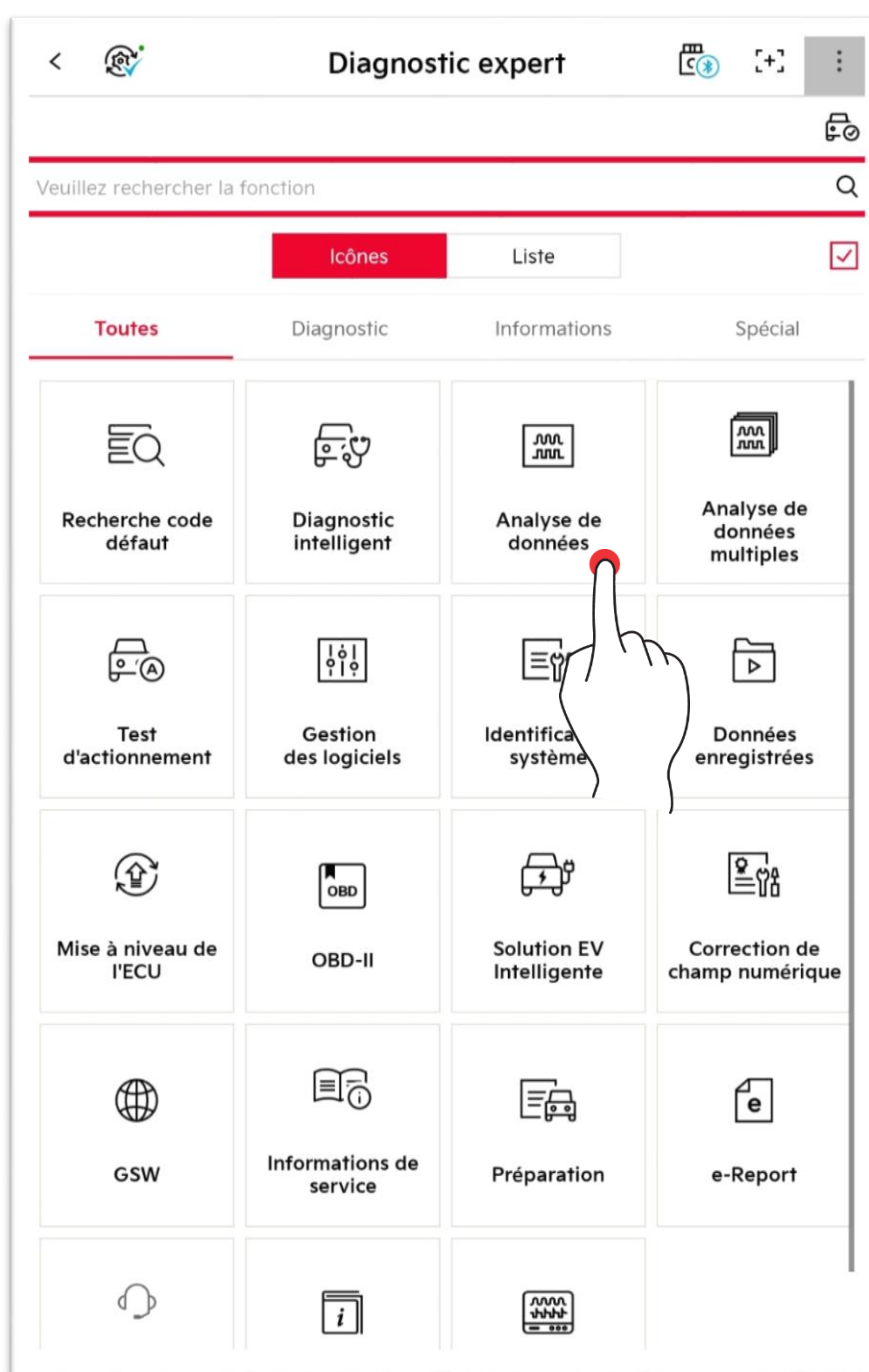 Diagnostic expert
Veuillez rechercher la fonction
Icônes
Liste
Toutes
Diagnostic
Informations
Spécial
Recherche code
défaut
Diagnostic
intelligent
Analyse de
données
Analyse de
données
multiples
Test
d'actionnement
Gestion
des logiciels
Identifica
système
Données
enregistrées
Mise à niveau de
l'ECU
OBD
OBD-II
Solution EV
Intelligente
Correction de
champ numérique
GSW
Informations de
service
Préparation
e
e-Report
i